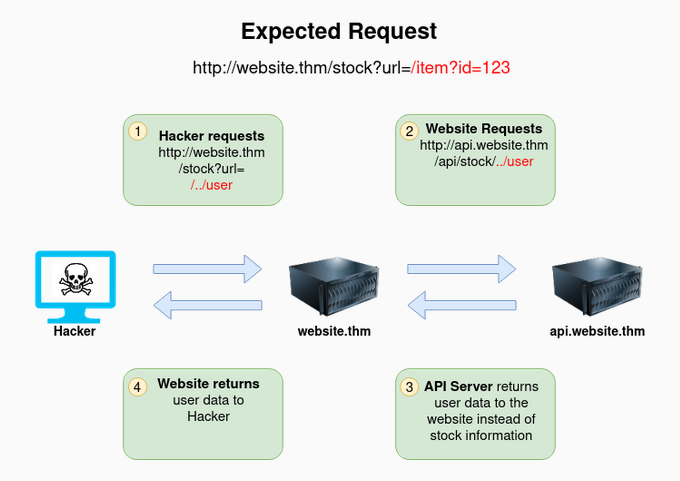 Expected Request
http://website.thm/stock?url=/item?id=123
1
Hacker requests
http://website.thm
/stock?url=
/../user
2
Website Requests
http://api.website.thm
/api/stock/../user
Hacker
website.thm
api.website.thm
4
Website returns
user data to
Hacker
3
API Server returns
user data to the
website instead of
stock information